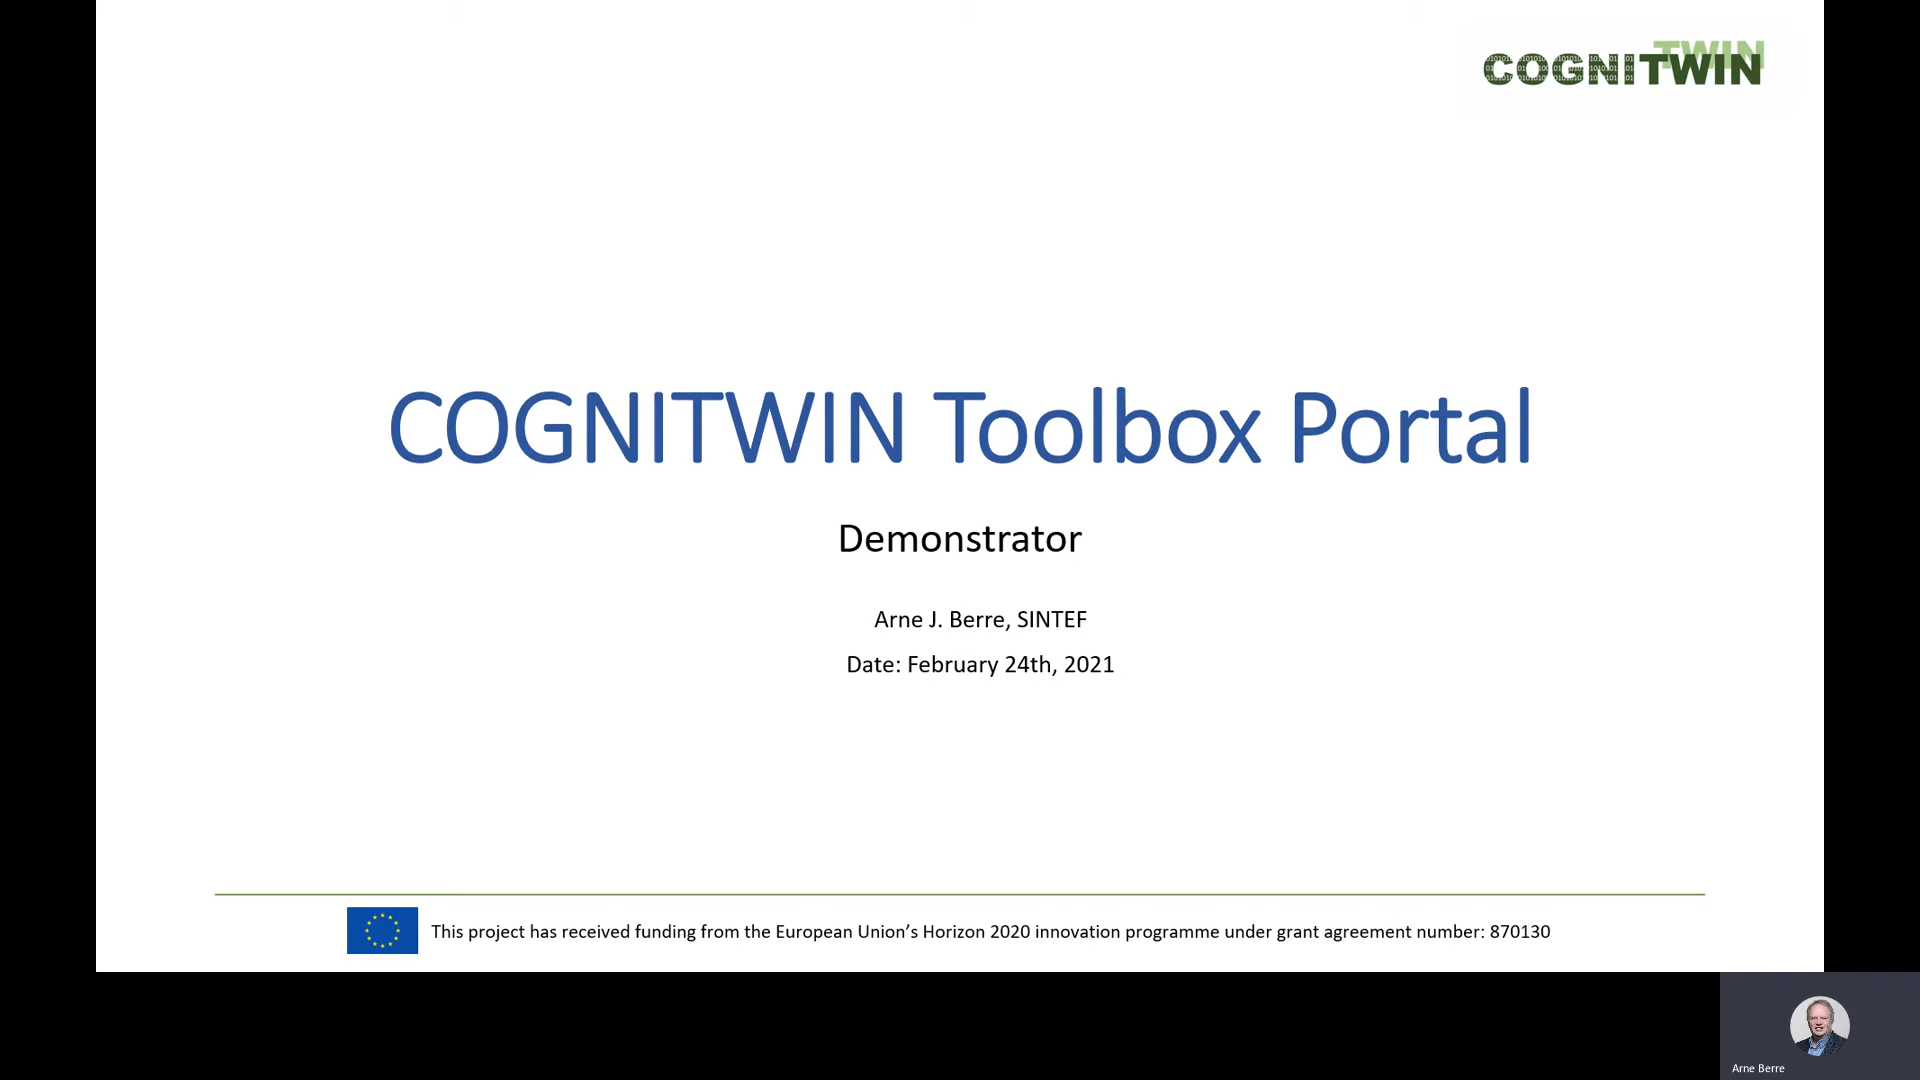 COGNITWIN
TWIN
COGNITWIN Toolbox Portal
Demonstrator
Arne J. Berre, SINTEF
Date: February 24th, 2021
This project has received funding from the European Union’s Horizon 2020 innovation programme under grant agreement number: 870130
Arne Berre